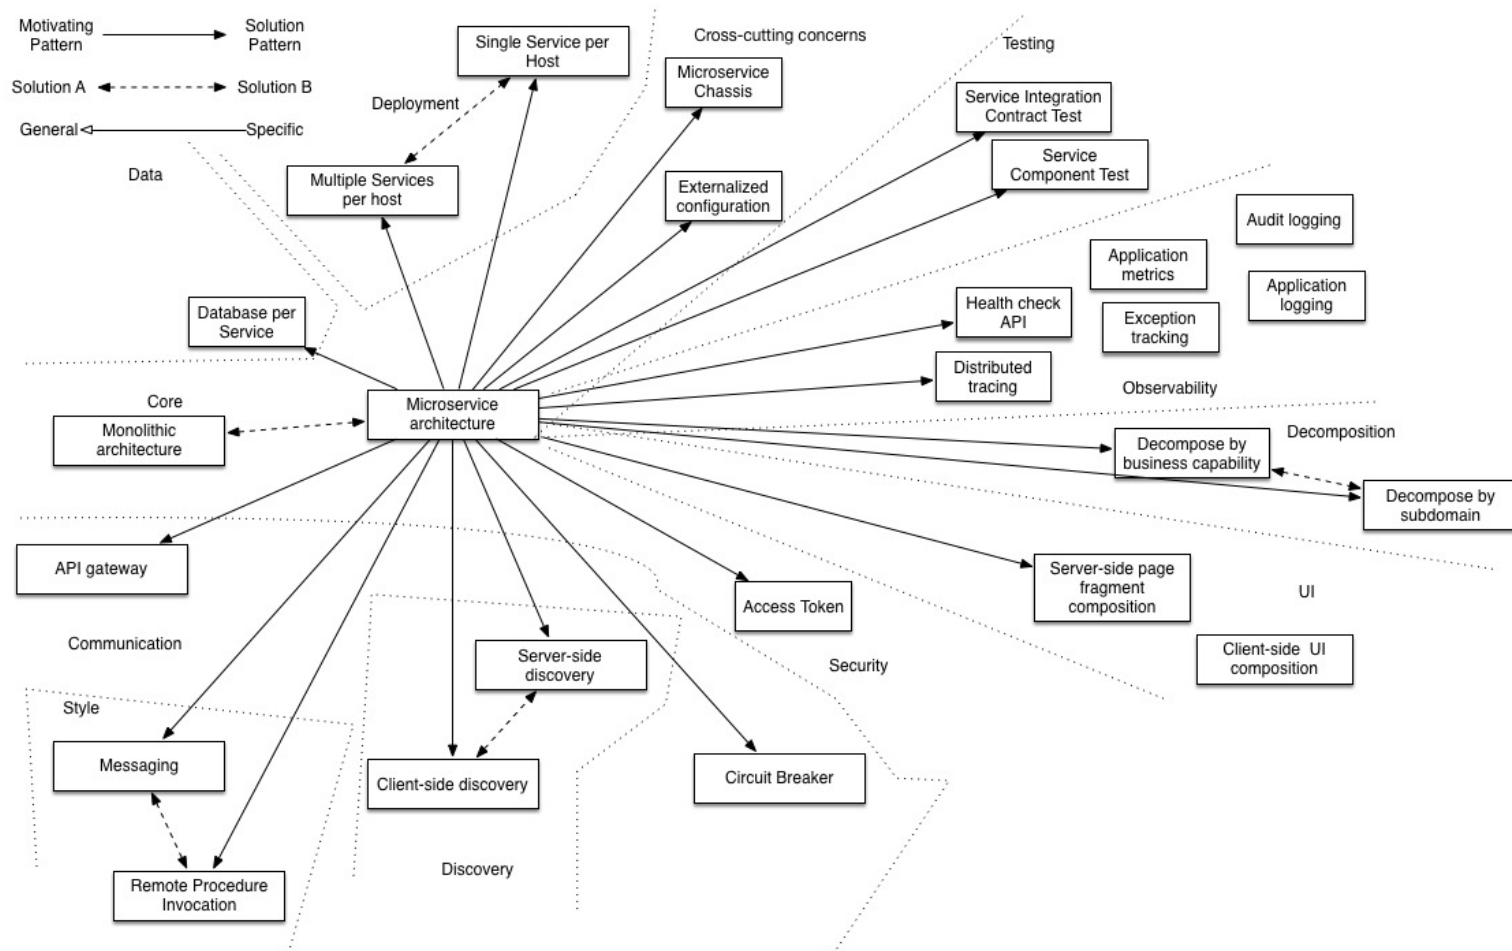 Motivating
Pattern
Solution
Pattern
Solution A
Solution B
General
Specific
Data
Deployment
Single Service per
Host
Multiple Services
per host
Cross-cutting concerns
Microservice
Chassis
Externalized
configuration
Testing
Service Integration
Contract Test
Service
Component Test
Audit logging
Application
metrics
Application
logging
Health check
API
Exception
tracking
Distributed
tracing
Observability
Database per
Service
Core
Monolithic
architecture
Microservice
architecture
Decompose by
business capability
Decomposition
Decompose by
subdomain
API gateway
Access Token
Server-side page
fragment
composition
UI
Client-side UI
composition
Communication
Server-side
discovery
Security
Style
Messaging
Client-side discovery
Circuit Breaker
Discovery
Remote Procedure
Invocation